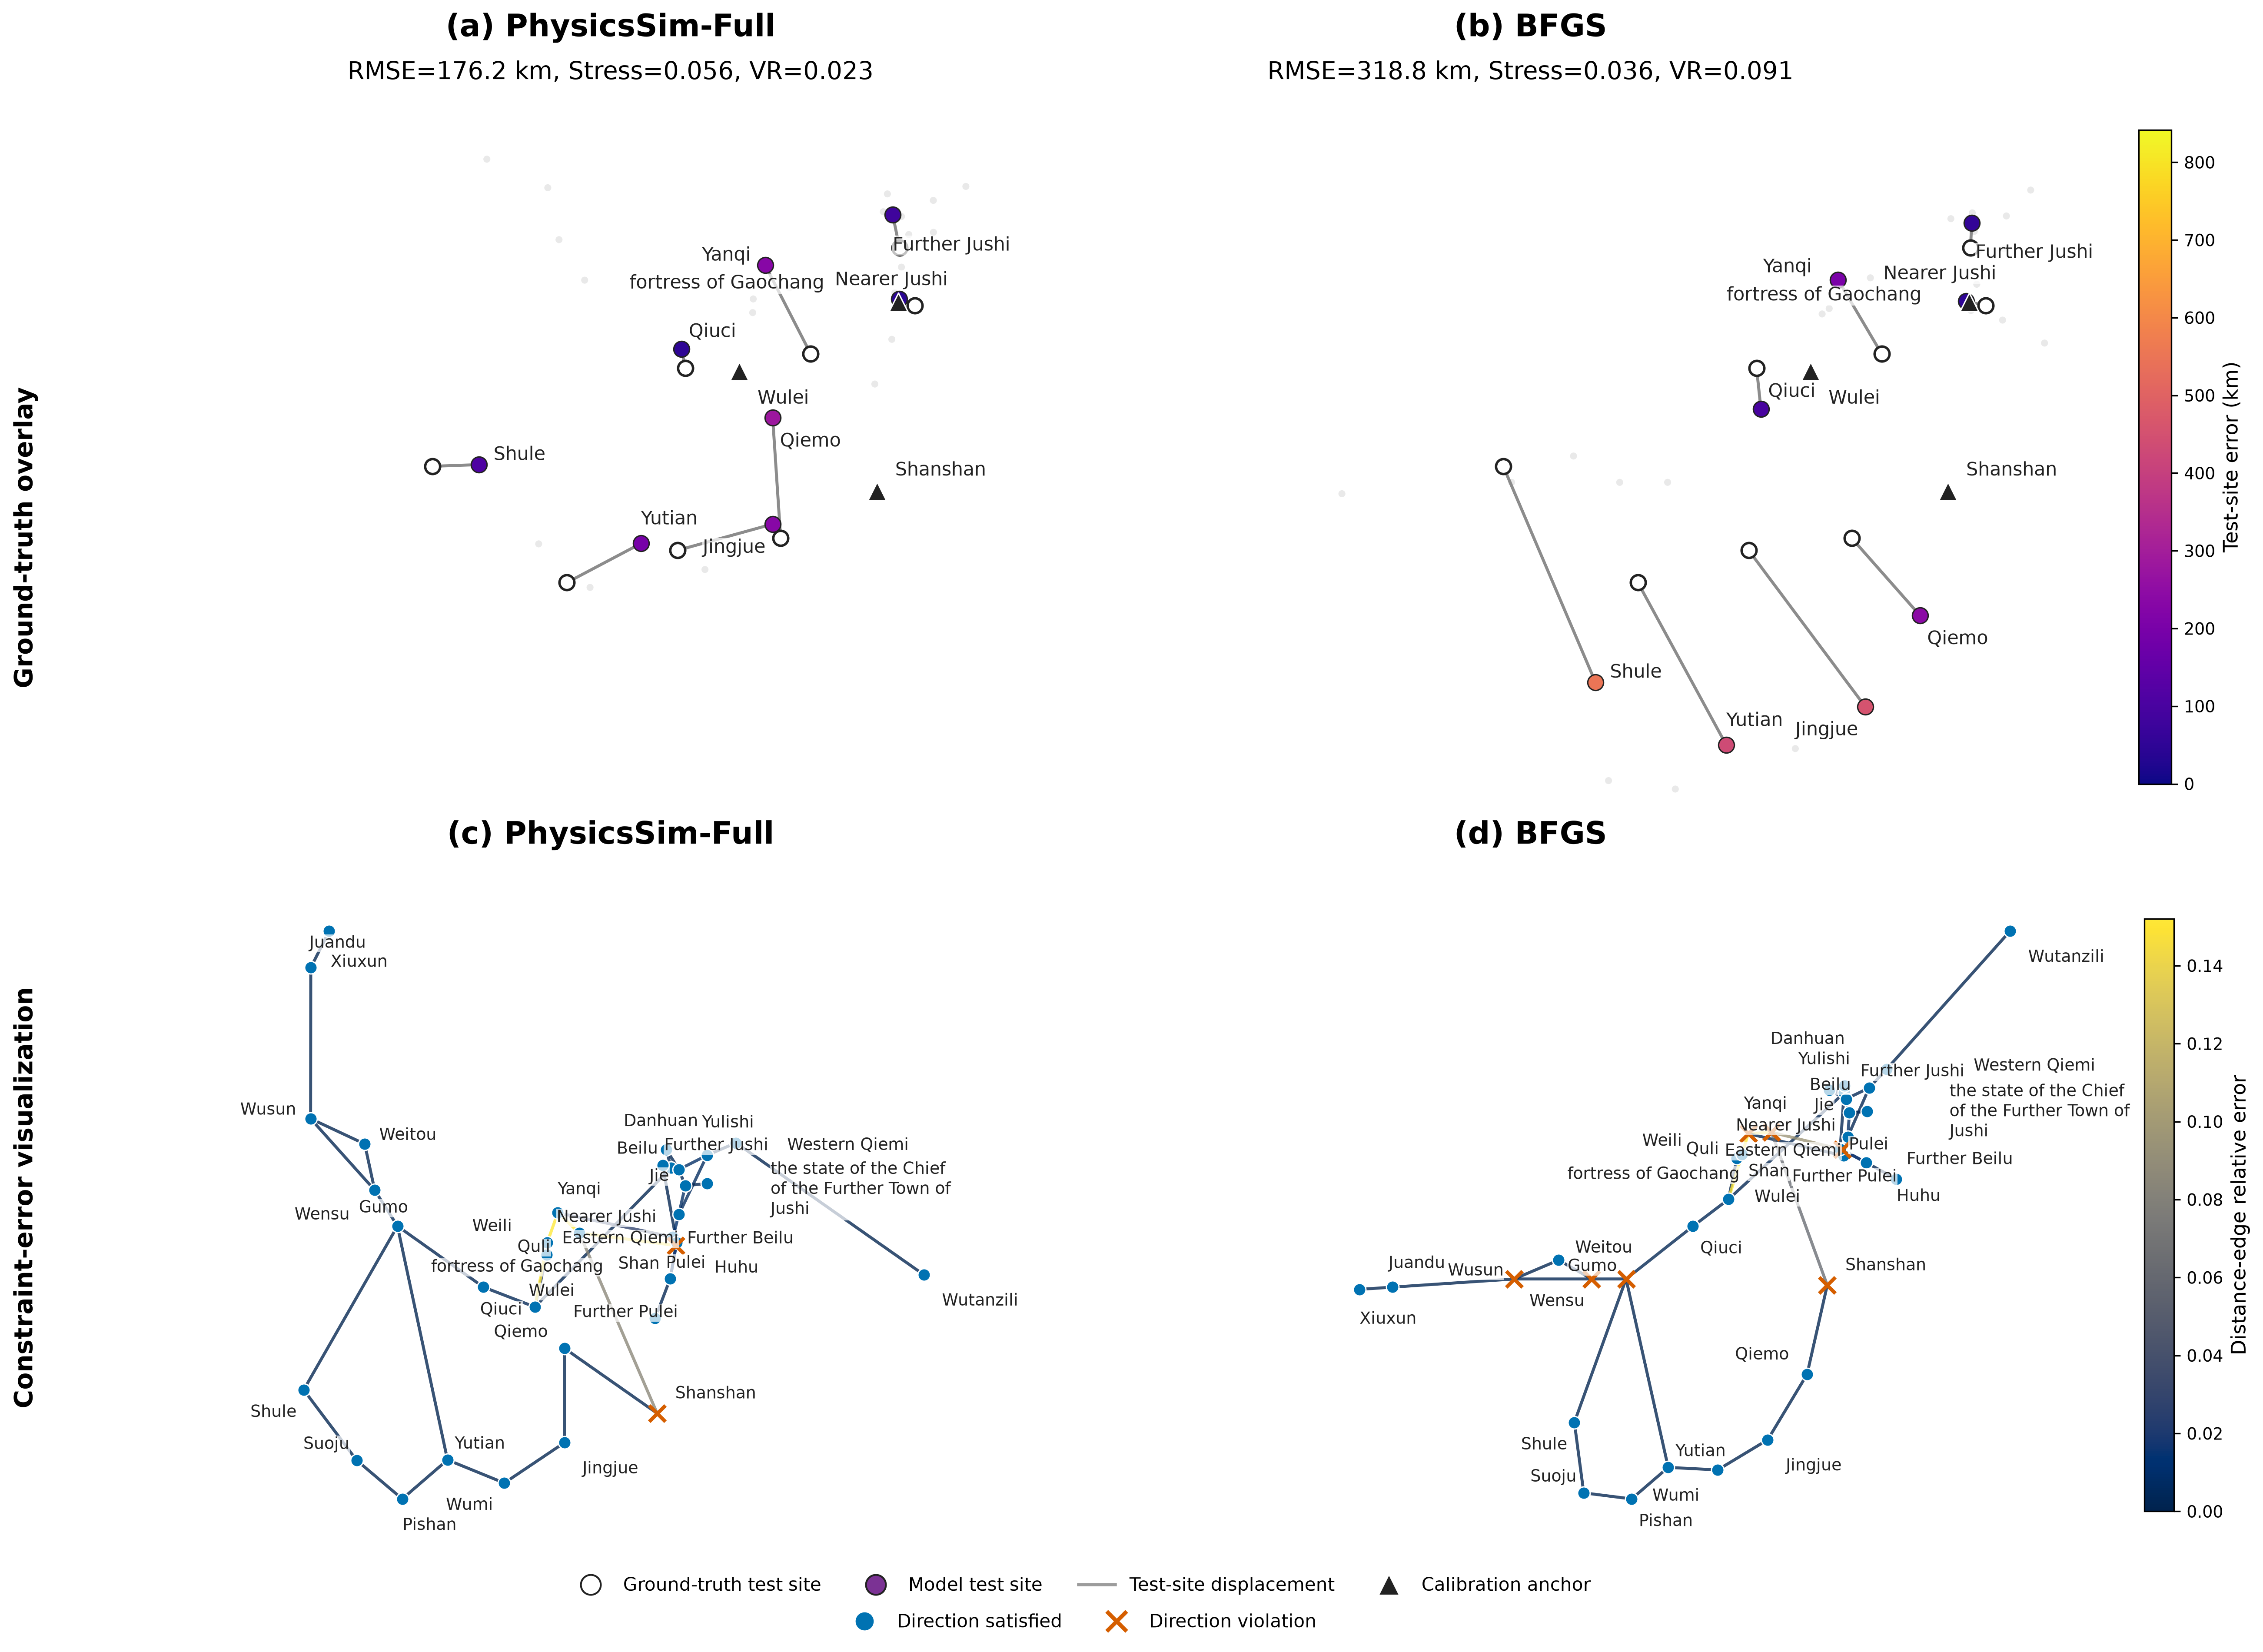 (a) PhysicsSim-Full
RMSE=176.2 km, Stress=0.056, VR=0.023
(b) BFGS
RMSE=318.8 km, Stress=0.036, VR=0.091
Ground-truth overlay
Further Jushi
Yanqi
fortress of Gaochang
Nearer Jushi
Qiuci
Wulei
Qiemo
Shule
Shanshan
Yutian
Jingjue
Further Jushi
Yanqi
Nearer Jushi
fortress of Gaochang
Qiuci
Wulei
Shanshan
Qiemo
Shule
Yutian
Jingjue
800
700
600
500
400
300
200
100
0
Test-site error (km)
(c) PhysicsSim-Full
(d) BFGS
Constraint-error visualization
Juandu
Xiuxun
Wusun
Weitou
Danhuan
Yulishi
Beilu
Further Jushi
Western Qiemi
Jie
the state of the Chief
of the Further Town of
Jushi
Yanqi
Gumo
Wensu
Nearer Jushi
Weili
Eastern Qiemi
Further Beilu
Quli
fortress of Gaochang
Shan
Pulei
Huhu
Wulei
Wutanzili
Qiuci
Further Pulei
Qiemo
Shanshan
Shule
Suoju
Yutian
Jingjue
Wumi
Pishan
Wutanzili
Danhuan
Yulishi
Western Qiemi
Further Jushi
Beilu
the state of the Chief
of the Further Town of
Jushi
Jie
Yanqi
Nearer Jushi
Weili
Quli
Eastern Qiemi
Pulei
Further Beilu
fortress of Gaochang
Shan
Further Pulei
Wulei
Huhu
Qiuci
Weitou
Juandu
Wusun
Gumo
Shanshan
Wensu
Xiuxun
Qiemo
Shule
Suoju
Yutian
Jingjue
Wumi
Pishan
0.14
0.12
0.10
0.08
0.06
0.04
0.02
0.00
Distance-edge relative error
Ground-truth test site
Model test site
Test-site displacement
Calibration anchor
Direction satisfied
Direction violation